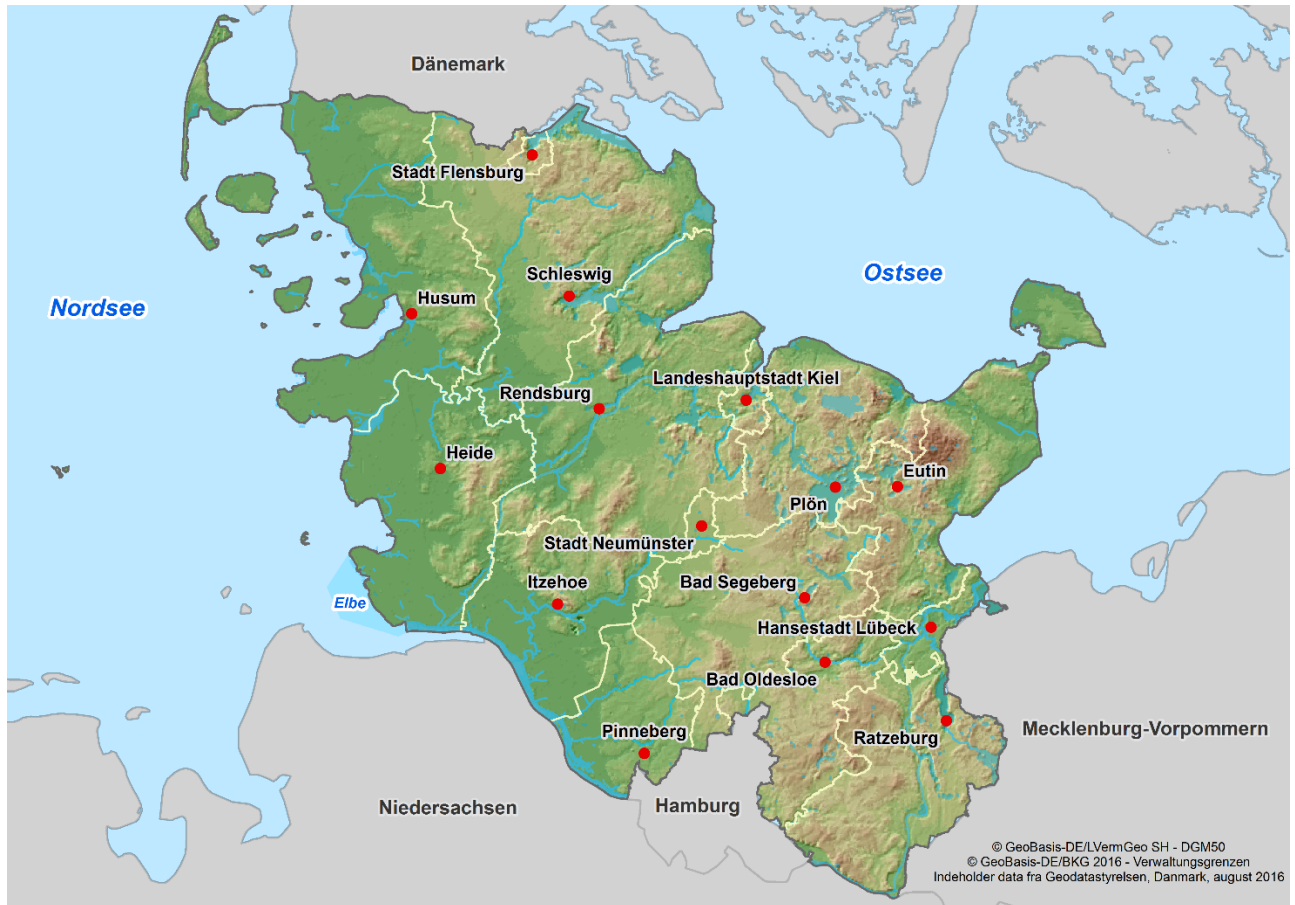 Dänemark
Stadt Flensburg
Schleswig
Ostsee
Husum
Nordsee
Landeshauptstadt Kiel
Rendsburg
Heide
Eutin
Plön
Stadt Neumünster
Itzehoe
Bad Segeberg
Elbe
Hansestadt Lübeck
Bad Oldesloe
Pinneberg
Ratzeburg
Mecklenburg-Vorpommern
Niedersachsen
Hamburg
© GeoBasis-DE/LVermGeo SH - DGM50
© GeoBasis-DE/BKG 2016 - Verwaltungsgrenzen
Indeholder data fra Geodatastyrelsen, Danmark, august 2016